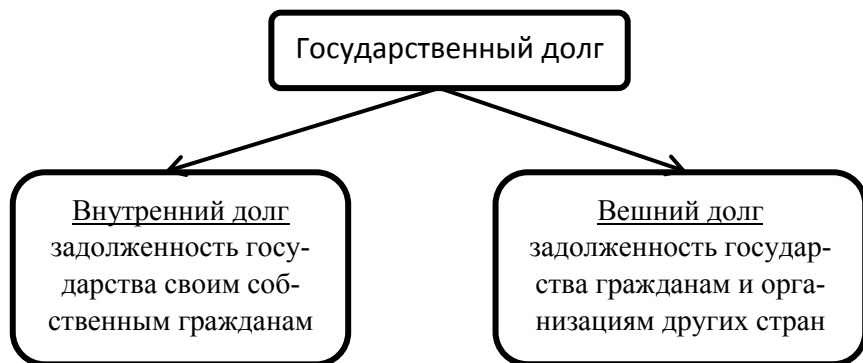 Государственный долг
Внутренний долг
задолженность госу-
дарства своим соб-
ственным гражданам
Вешний долг
задолженность государ-
ства гражданам и орга-
низациям других стран